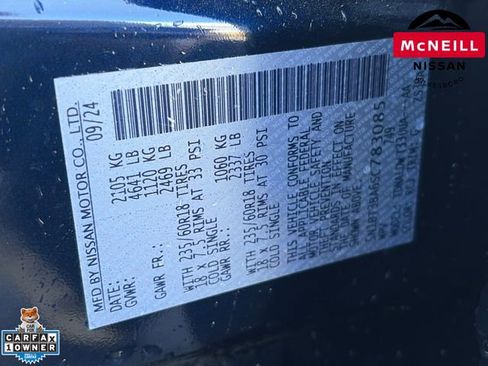 MFD BY NISSAN MOTOR CO., LTD.
DATE: 09/24
GVWR: 2105 KG
4641 LB
GAWR FR.: 1120 KG
2469 LB
WITH 235/60R18 TIRES
18 X 7.5 RIMS AT 33 PSI
COLD SINGLE
GAWR RR.: 1060 KG
2337 LB
WITH 235/60R18 TIRES
18 X 7.5 RIMS AT 30 PSI
COLD SINGLE
THIS VEHICLE CONFORMS TO
ALL APPLICABLE FEDERAL
MOTOR VEHICLE SAFETY AND
THEFT PREVENTION
STANDARDS IN EFFECT ON
THE DATE OF MANUFACTURE
SHOWN ABOVE.
COLOR: TRIM: G
McNEILL
NISSAN
CAR FOX
CARFAX
1 OWNER